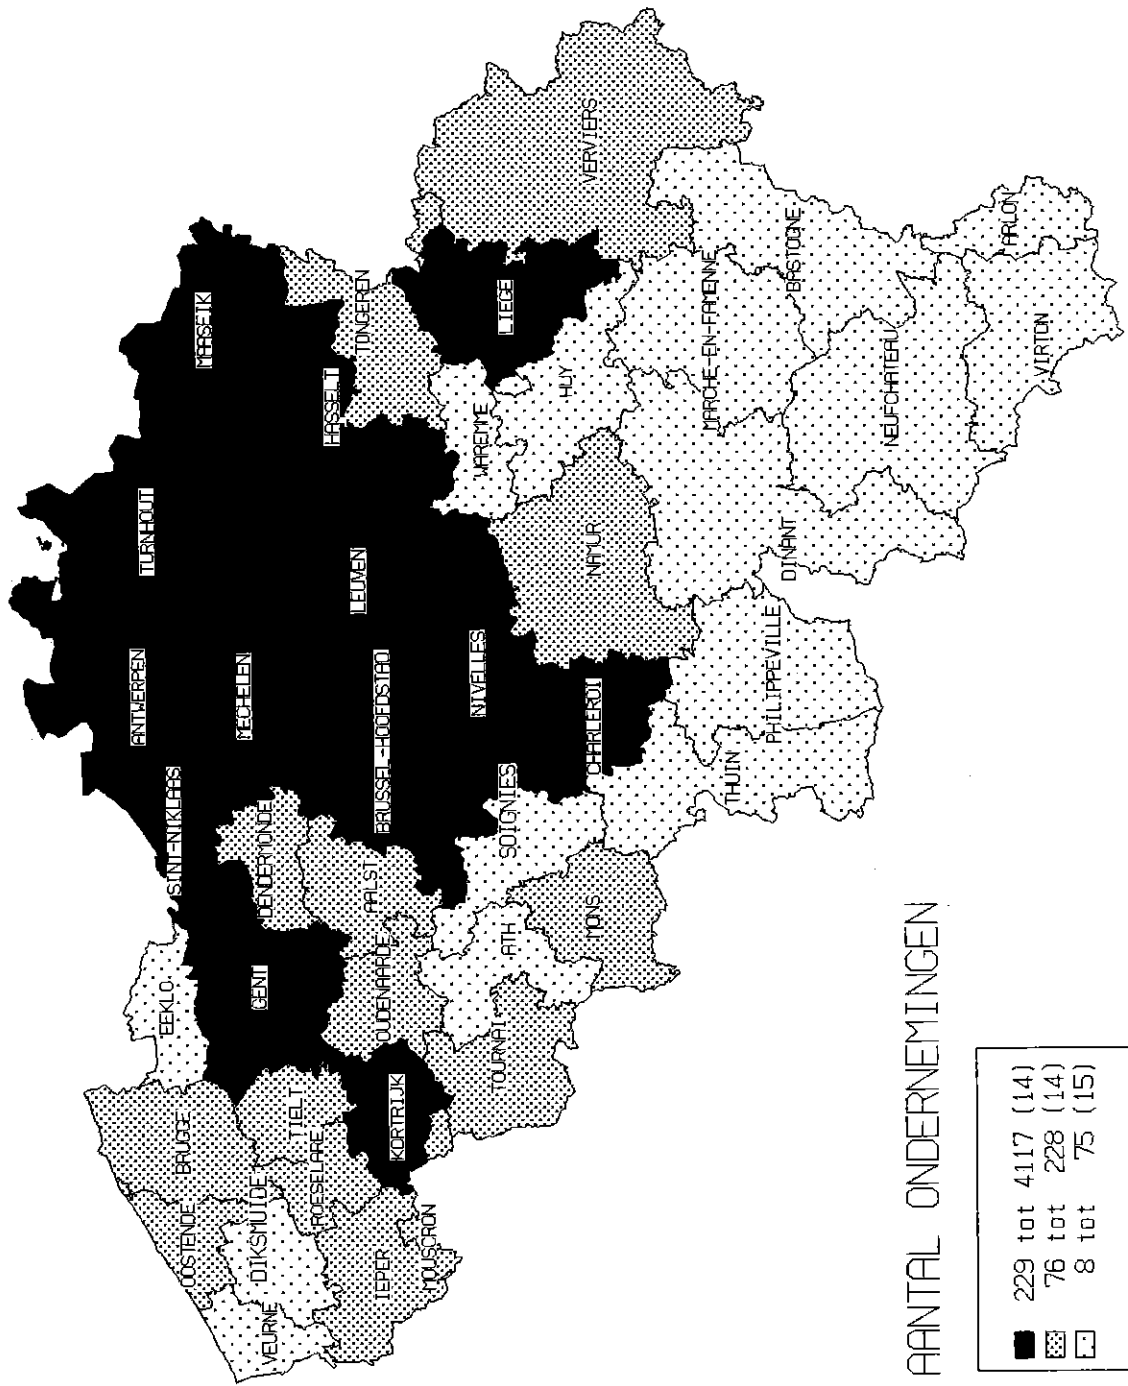 VEURNE
OOSTENDE
DIKSMUIDE
BRUGGE
IEPER
ROESELARE
TIELT
MOUSCRON
KORTRIJK
EEKLO
GENT
OUDENAARDE
TOURNAI
SINT-NIKLAAS
DENDERMONDE
AALST
ATH
MONS
ANTWERPEN
MECHELEN
BRUSSEL-HOOFDSTAD
NIVELLES
SOIGNIES
CHARLEROI
THUIN
PHILIPPEVILLE
TURNHOUT
LEUVEN
NAMUR
DINANT
MARSEIK
HASSELT
TONGEREN
WAREMME
LIEGE
HUY
MARCHE-EN-FAMENNE
NEUFCHATEAU
VERVIERS
BASTOGNE
ARLON
VIRTON
AANTAL ONDERNEMINGEN
229 tot 4117 (14)
76 tot 228 (14)
8 tot 75 (15)